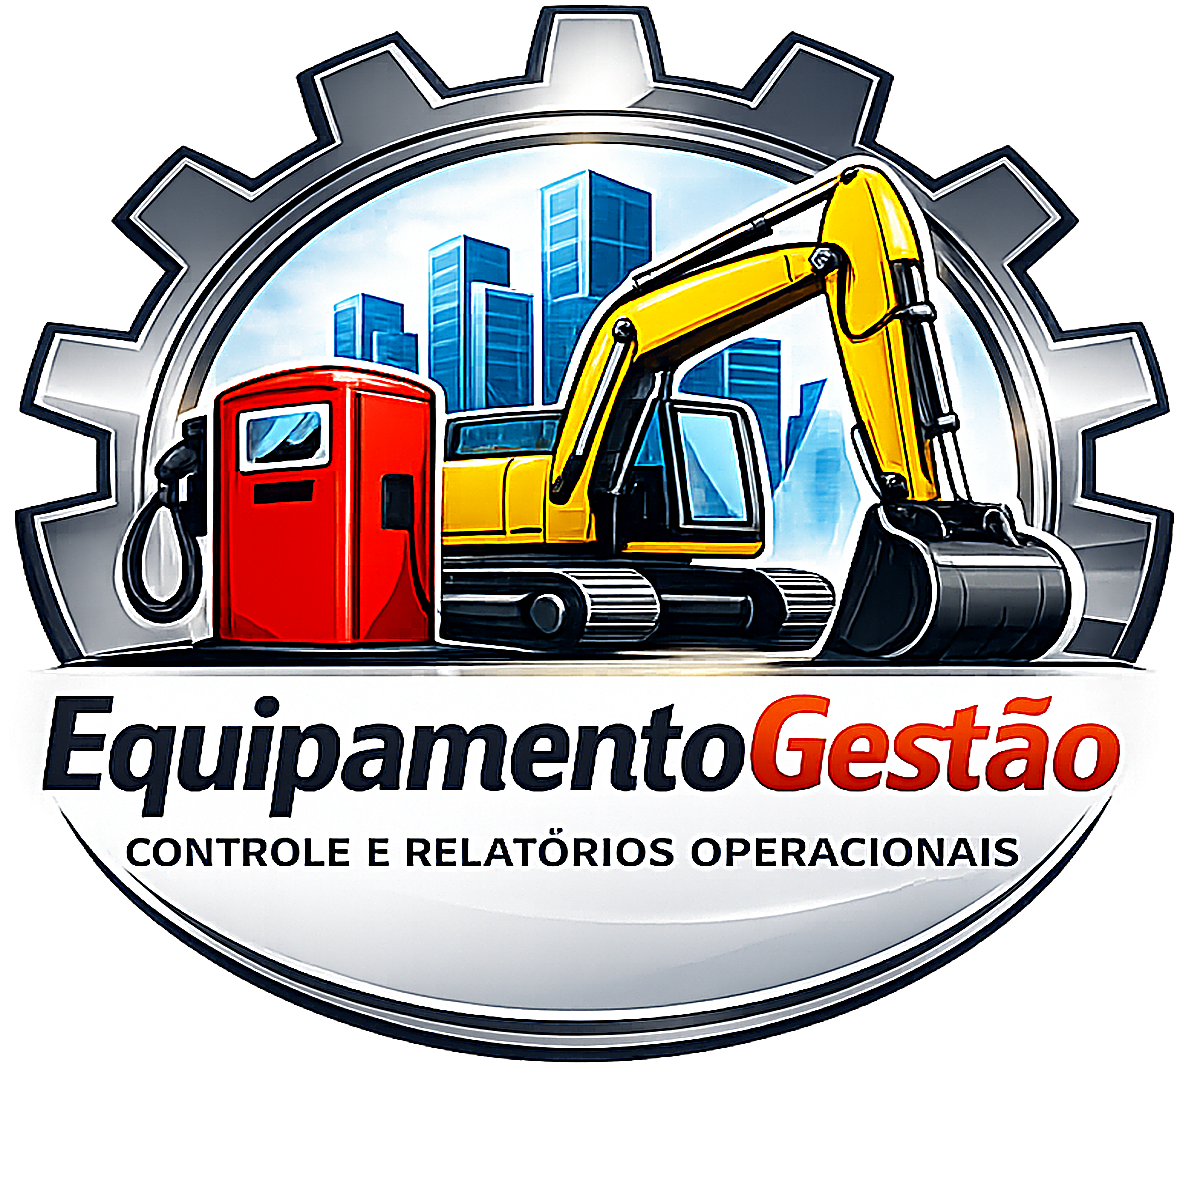 EquipamentoGestão
CONTROLE E RELATÖRIOS OPERACIONAIS